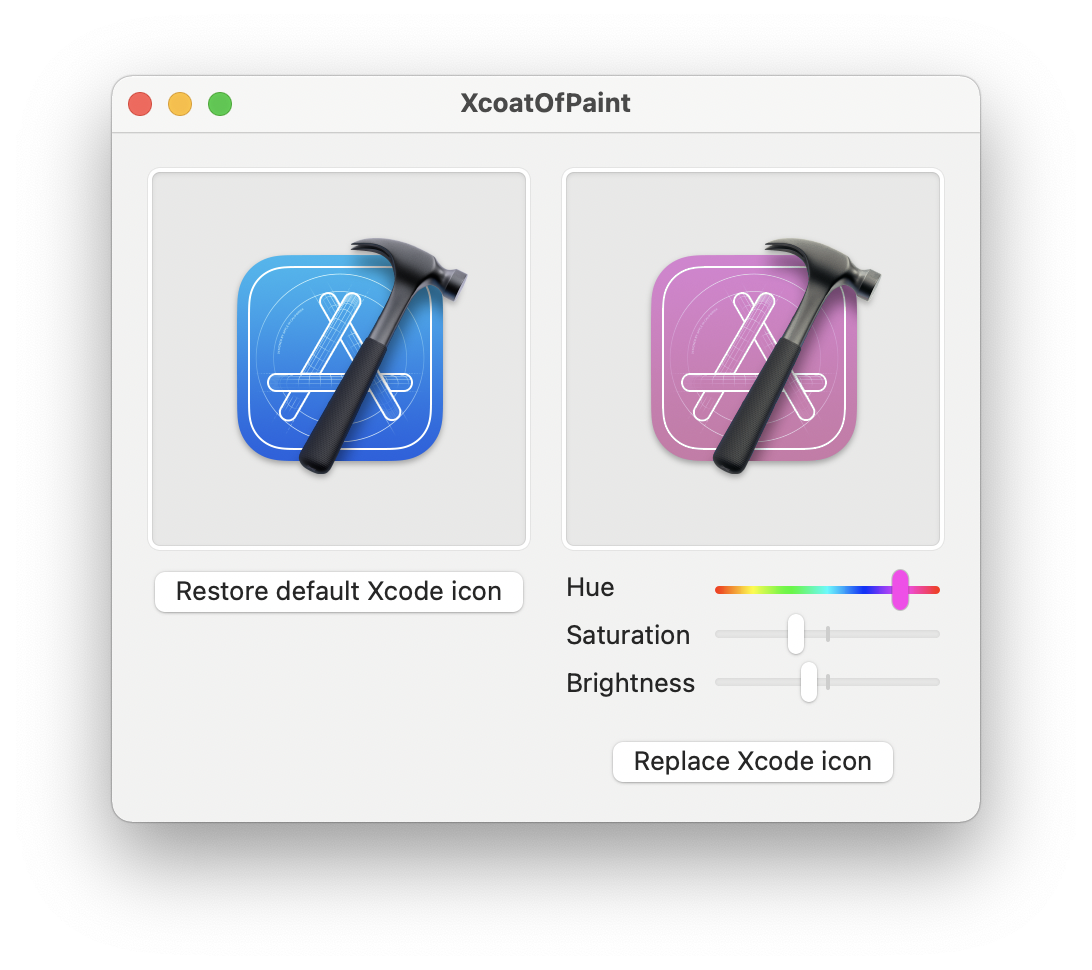 XcoatOfPaint
Restore default Xcode icon
Hue
Saturation
Brightness
Replace Xcode icon